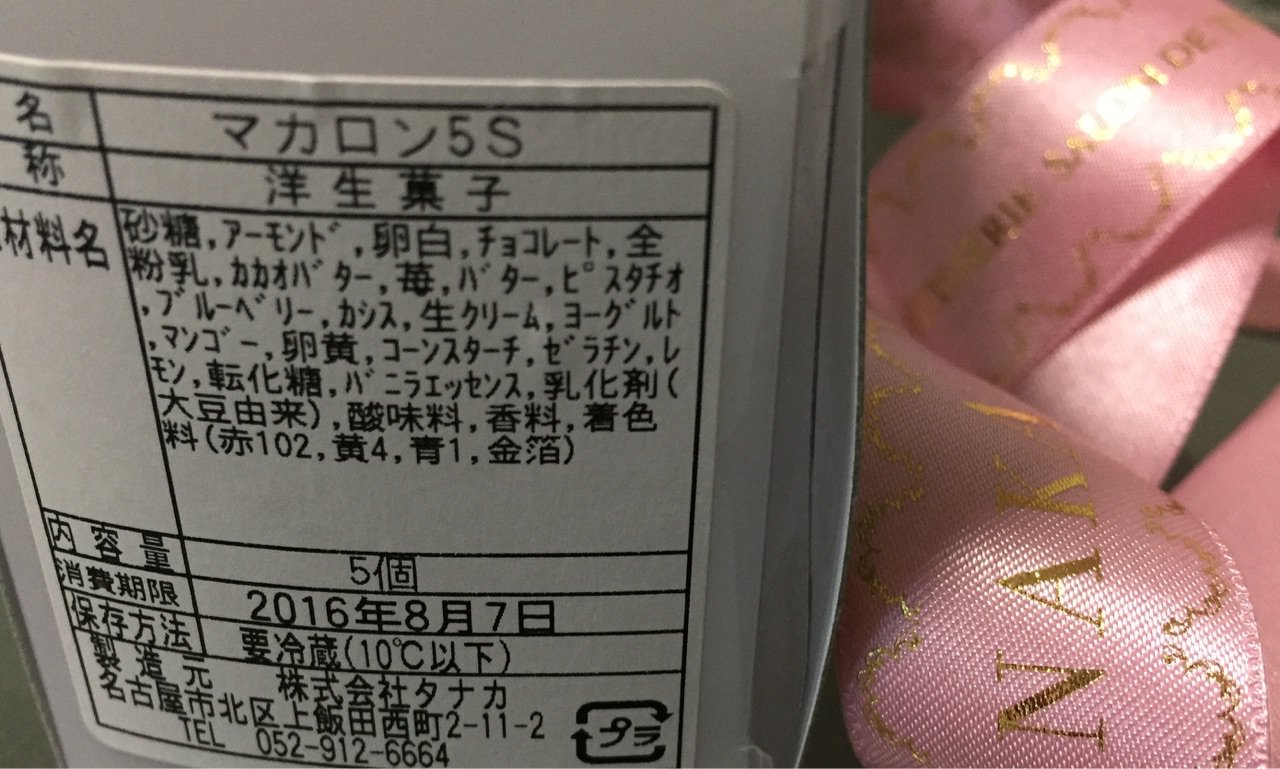 名 マカロン5S
称 洋生菓子
材料名 砂糖,ｱｰﾓﾝﾄﾞ,卵白,ﾁｮｺﾚｰﾄ,全
粉乳,ｶｶｵﾊﾞﾀｰ,苺,ﾊﾞﾀｰ,ﾋﾟｽﾀﾁｵ
,ﾌﾞﾙｰﾍﾞﾘｰ,ｶｼｽ,生ｸﾘｰﾑ,ﾖｰｸﾞﾙﾄ
,ﾏﾝｺﾞｰ,卵黄,ｺｰﾝｽﾀｰﾁ,ｾﾞﾗﾁﾝ,ﾚ
ﾓﾝ,転化糖,ﾊﾞﾆﾗｴｯｾﾝｽ,乳化剤(
大豆由来),酸味料,香料,着色
料(赤102,黄4,青1,金箔)
内容量 5個
消費期限 2016年8月7日
保存方法 要冷蔵(10℃以下)
製造元 株式会社タナカ
名古屋市北区上飯田西町2-11-2
TEL 052-912-6664
プラ
SALON DE
NAK